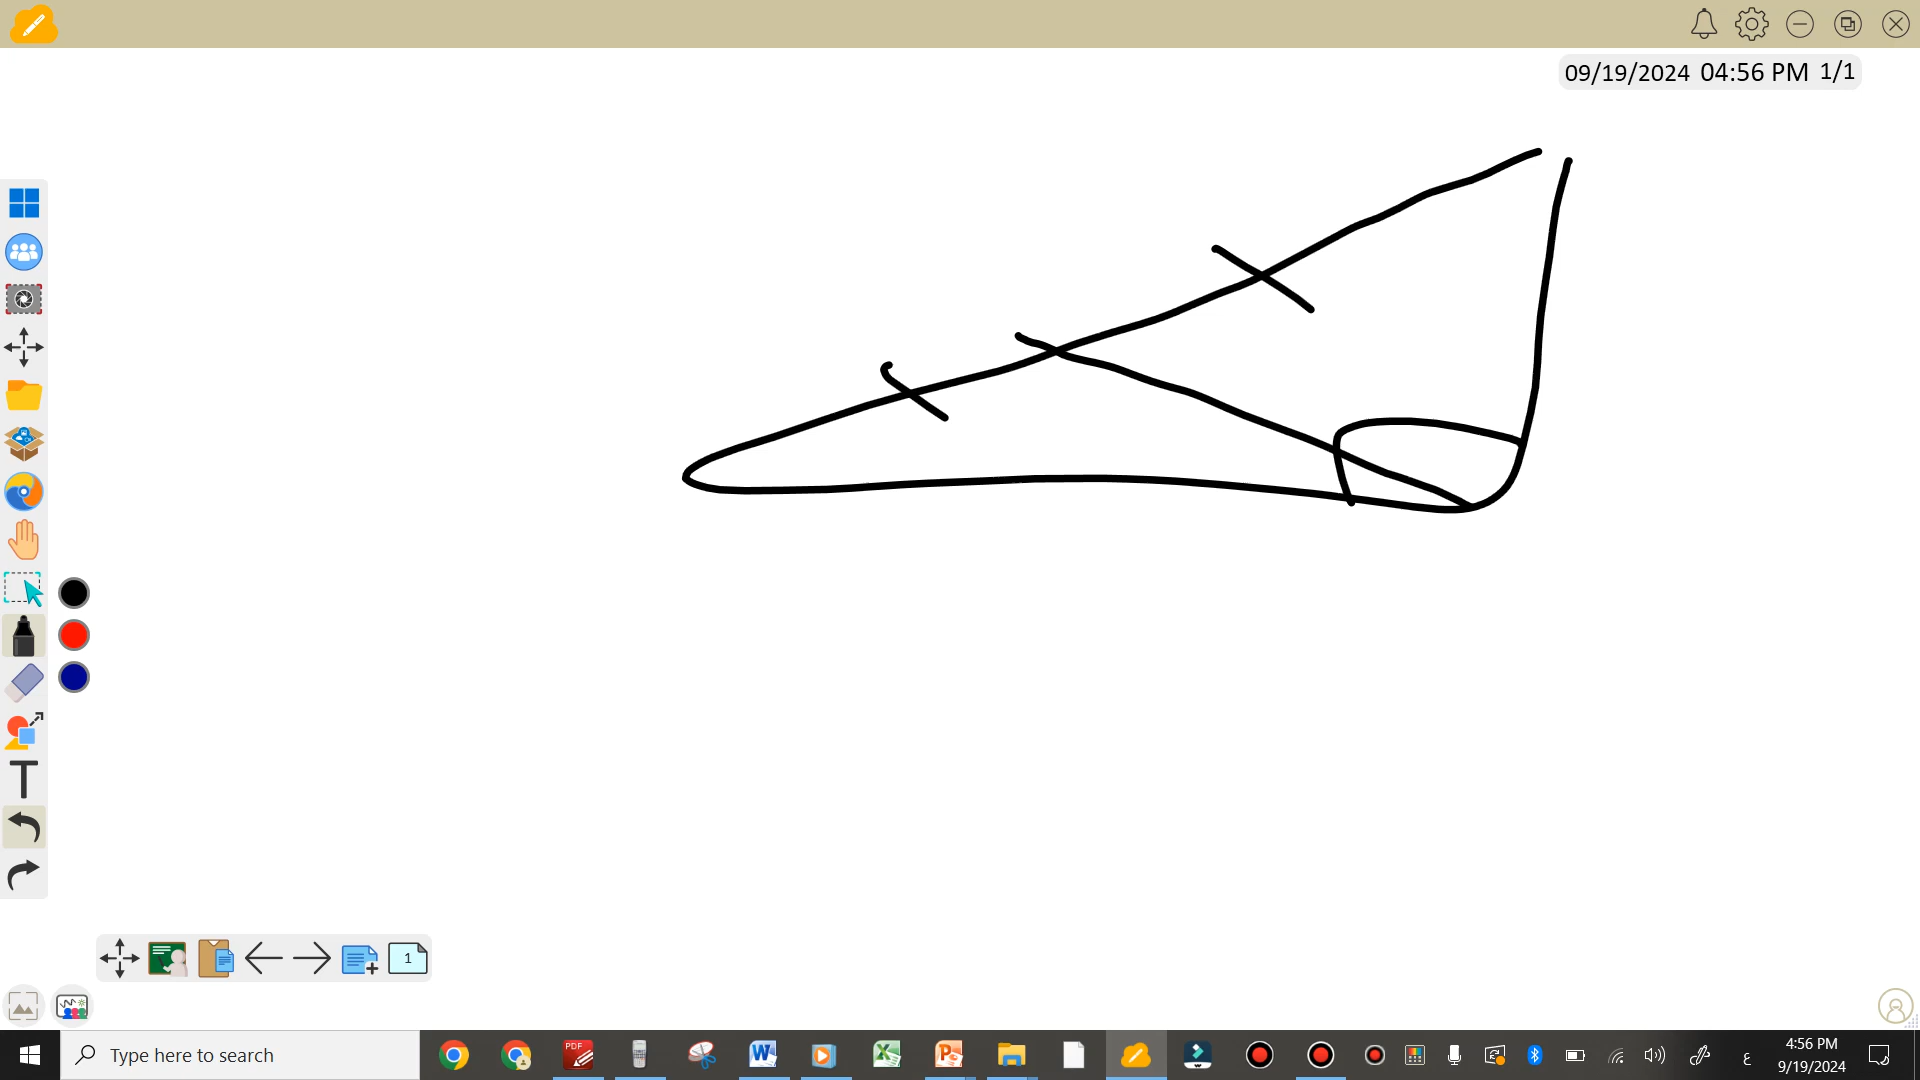 09/19/2024 04:56 PM 1/1
T
1
PDF
Type here to search
ع
4:56 PM
9/19/2024